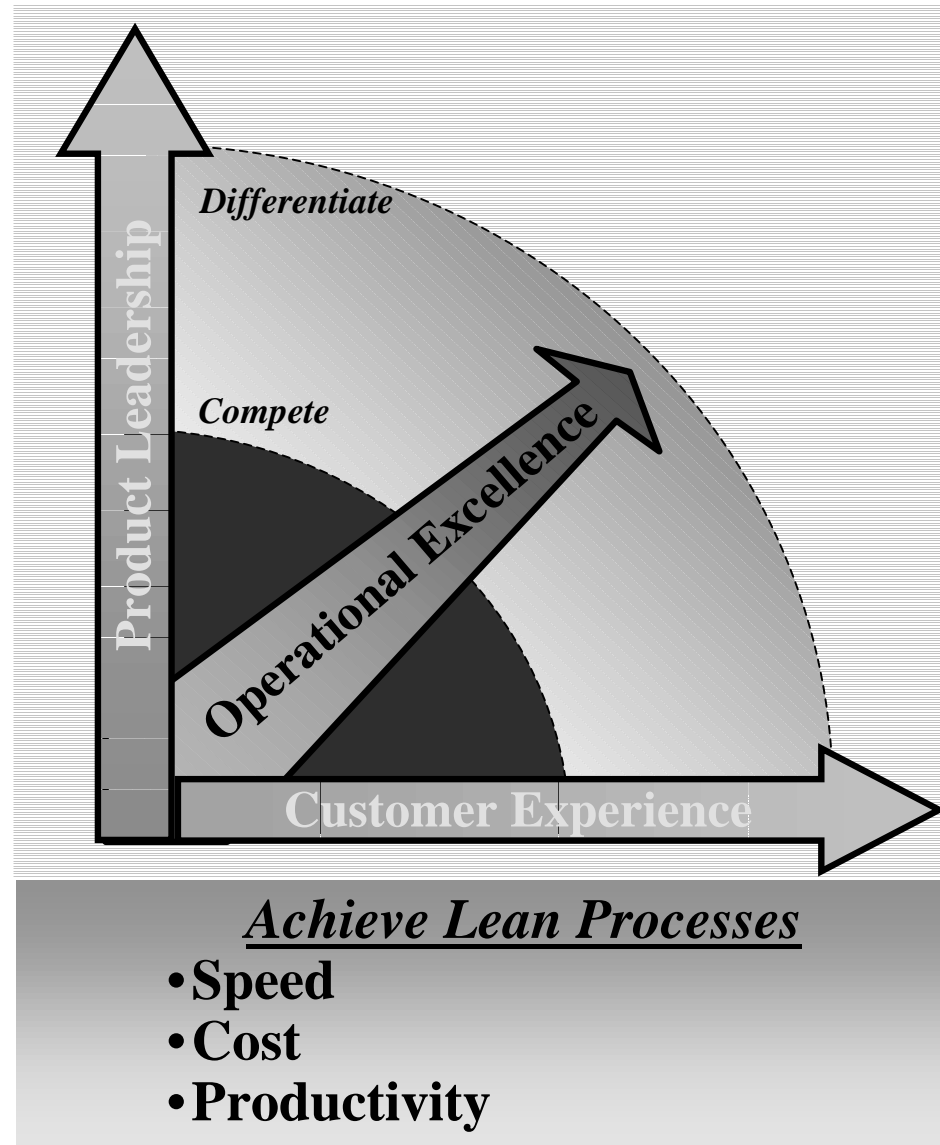 Differentiate
Product Leadership
Compete
Operational Excellence
Customer Experience
Achieve Lean Processes
•Speed
•Cost
•Productivity